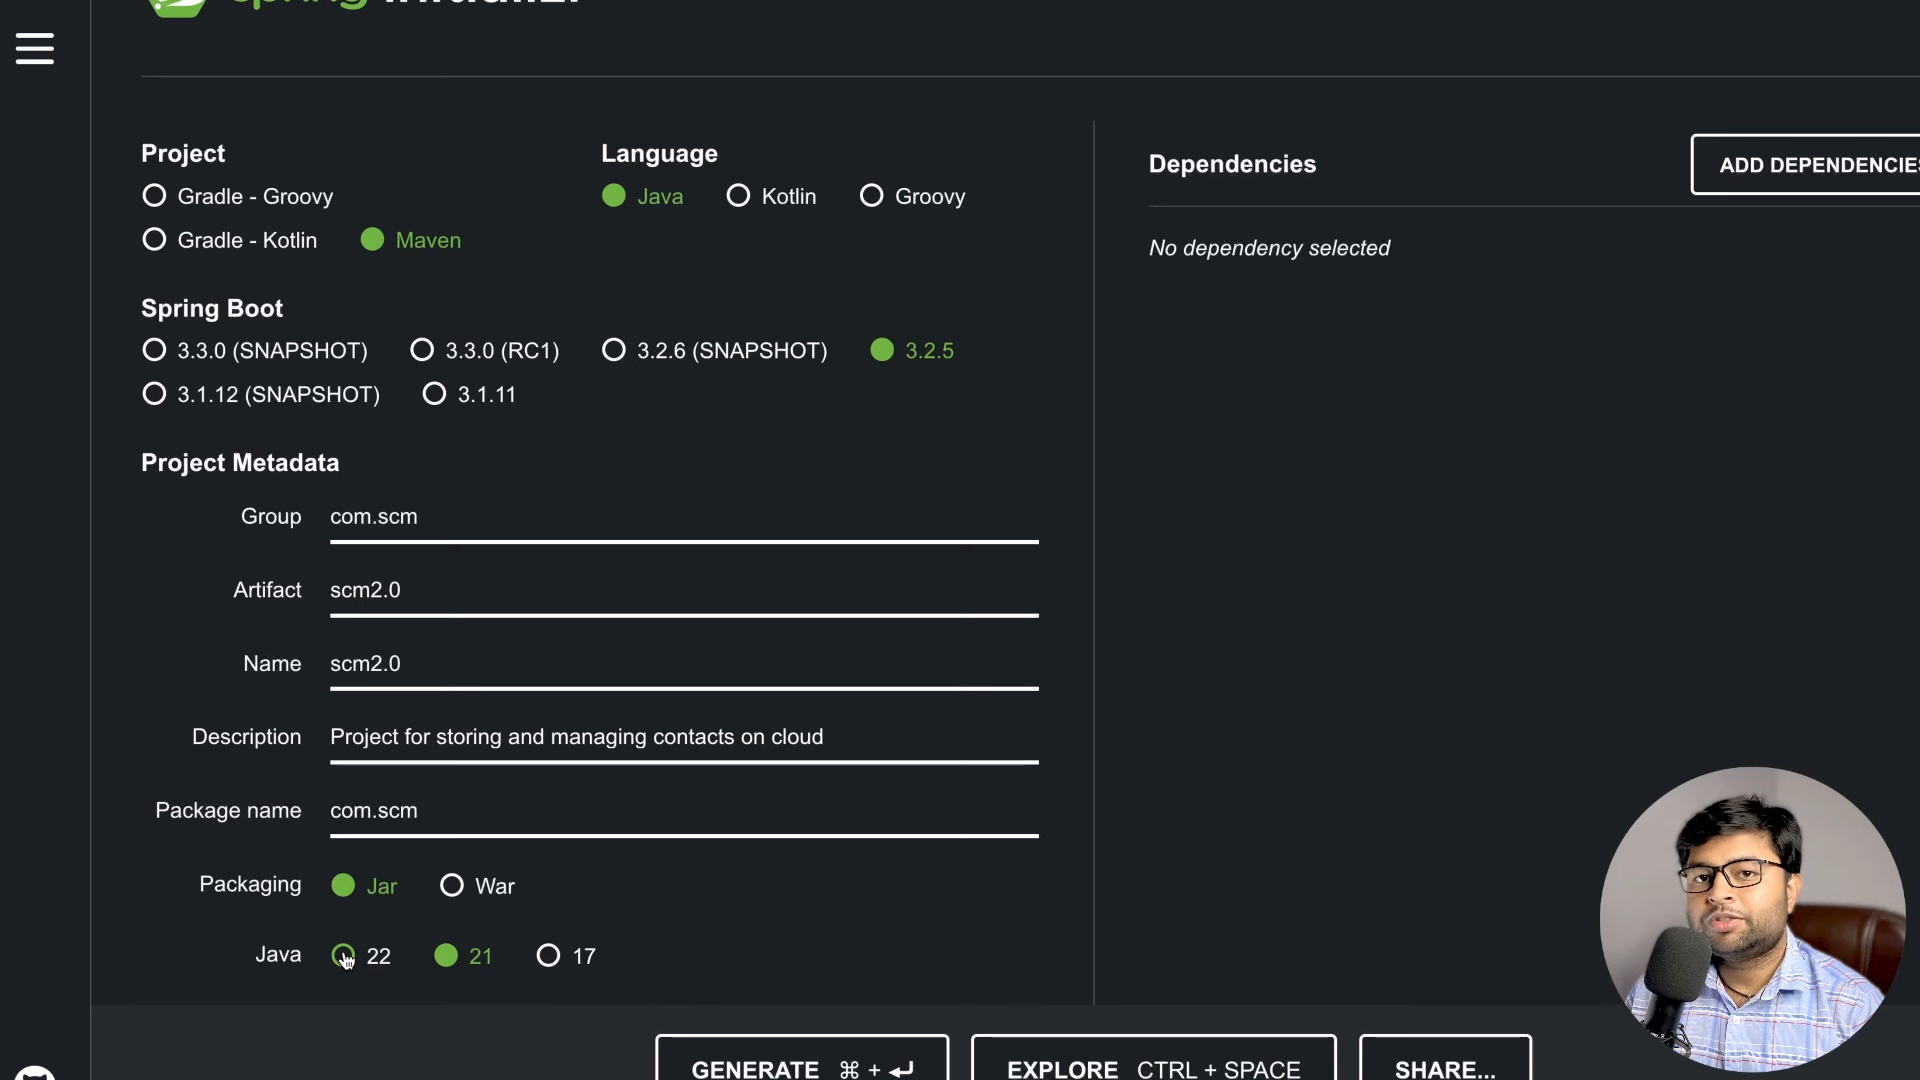 spring initializr
Project
Gradle - Groovy
Gradle - Kotlin Maven
Language
Java Kotlin Groovy
Spring Boot
3.3.0 (SNAPSHOT) 3.3.0 (RC1) 3.2.6 (SNAPSHOT) 3.2.5
3.1.12 (SNAPSHOT) 3.1.11
Project Metadata
Group com.scm
Artifact scm2.0
Name scm2.0
Description Project for storing and managing contacts on cloud
Package name com.scm
Packaging Jar War
Java 22 21 17
Dependencies
ADD DEPENDENCIES
No dependency selected
GENERATE ⌘ + ↵
EXPLORE CTRL + SPACE
SHARE...